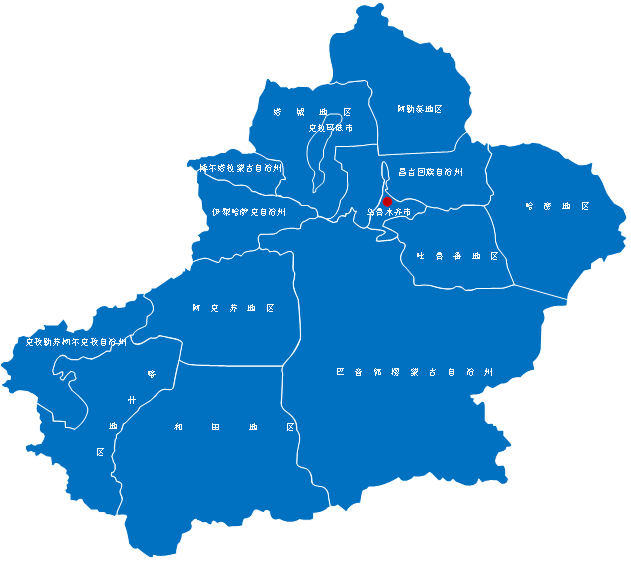 阿勒泰地区
塔城地区
克拉玛依市
博尔塔拉蒙古自治州
昌吉回族自治州
伊犁哈萨克自治州
乌鲁木齐市
哈密地区
吐鲁番地区
阿克苏地区
克孜勒苏柯尔克孜自治州
巴音郭楞蒙古自治州
喀什地区
和田地区